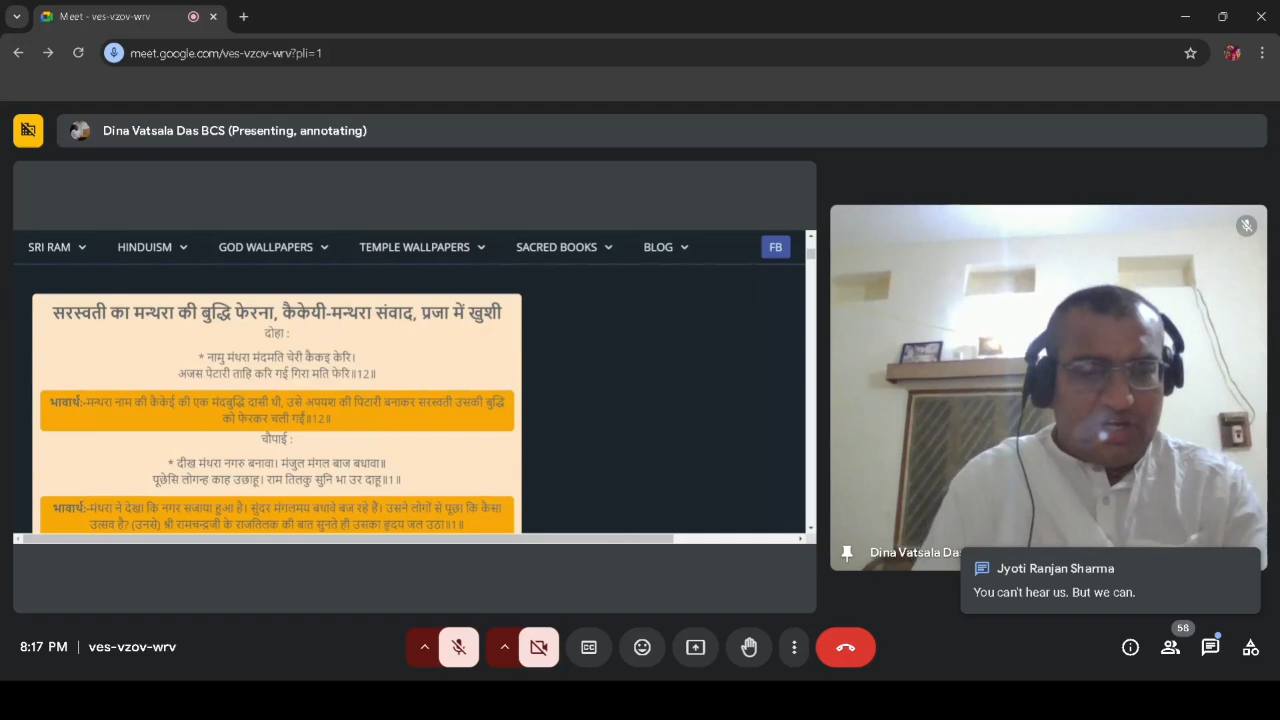 Meet - ves-vzov-wrv
meet.google.com/ves-vzov-wrv?pli=1
Dina Vatsala Das BCS (Presenting, annotating)
SRI RAM HINDUISM GOD WALLPAPERS TEMPLE WALLPAPERS SACRED BOOKS BLOG FB
सरस्वती का मन्थरा की बुद्धि फेरना, कैकेयी-मन्थरा संवाद, प्रजा में खुशी
दोहा :
* नामु मंथरा मंदमति चेरी कैकइ केरि।
अजस पेटारी ताहि करि गई गिरा मति फेरि॥12॥
भावार्थ:-मन्थरा नाम की कैकेई की एक मंदबुद्धि दासी थी, उसे अपयश की पिटारी बनाकर सरस्वती उसकी बुद्धि
को फेरकर चली गईं॥12॥
चौपाई :
* दीख मंथरा नगरु बनावा। मंजुल मंगल बाज बधावा॥
पूछेसि लोगन्ह काह उछाहू। राम तिलकु सुनि भा उर दाहू॥1॥
भावार्थ:-मंथरा ने देखा कि नगर सजाया हुआ है। सुंदर मंगलमय बधावे बज रहे हैं। उसने लोगों से पूछा कि कैसा
उत्सव है? (उनसे) श्री रामचन्द्रजी के राजतिलक की बात सुनते ही उसका हृदय जल उठा॥1॥
Dina Vatsala Da
Jyoti Ranjan Sharma
You can't hear us. But we can.
58
8:17 PM | ves-vzov-wrv